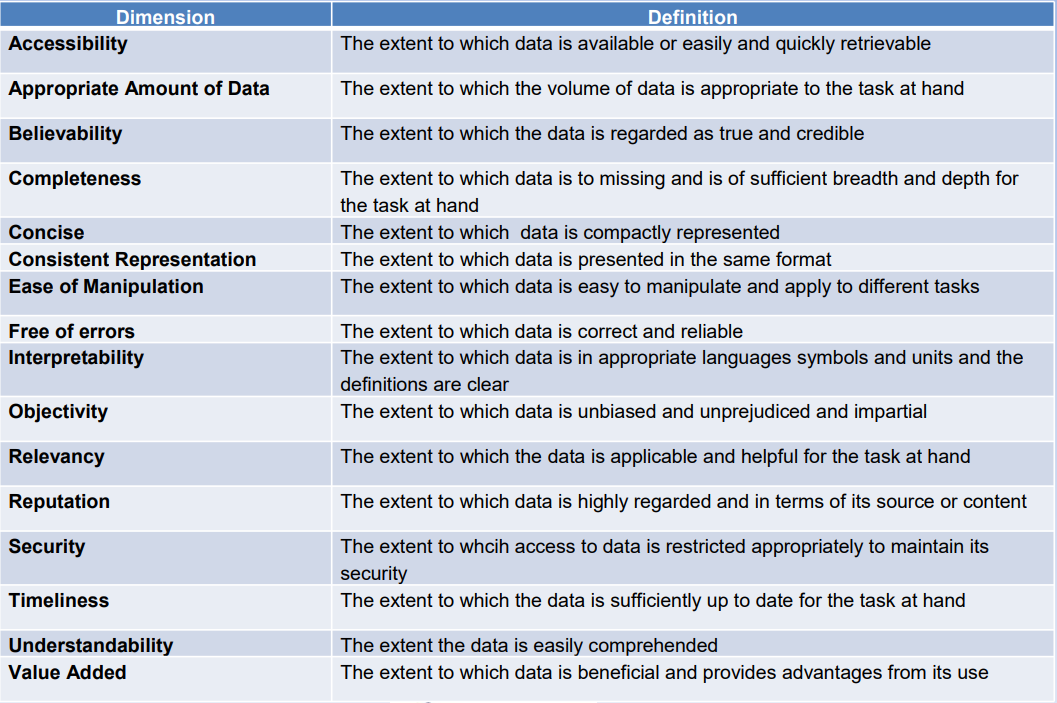 Dimension Definition
Accessibility The extent to which data is available or easily and quickly retrievable
Appropriate Amount of Data The extent to which the volume of data is appropriate to the task at hand
Believability The extent to which the data is regarded as true and credible
Completeness The extent to which data is to missing and is of sufficient breadth and depth for
the task at hand
Concise The extent to which  data is compactly represented
Consistent Representation The extent to which data is presented in the same format
Ease of Manipulation The extent to which data is easy to manipulate and apply to different tasks
Free of errors The extent to which data is correct and reliable
Interpretability The extent to which data is in appropriate languages symbols and units and the
definitions are clear
Objectivity The extent to which data is unbiased and unprejudiced and impartial
Relevancy The extent to which the data is applicable and helpful for the task at hand
Reputation The extent to which data is highly regarded and in terms of its source or content
Security The extent to whcih access to data is restricted appropriately to maintain its
security
Timeliness The extent to which the data is sufficiently up to date for the task at hand
Understandability The extent the data is easily comprehended
Value Added The extent to which data is beneficial and provides advantages from its use